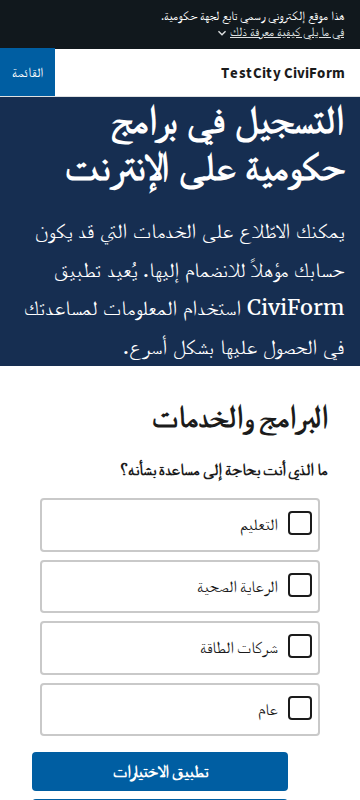 هذا موقع إلكتروني رسمي تابع لجهة حكومية.
في ما يلي كيفية معرفة ذلك
TestCity CiviForm
القائمة
التسجيل في برامج
حكومية على الإنترنت
يمكنك الاطّلاع على الخدمات التي قد يكون
حسابك مؤهلاً للانضمام إليها. يُعيد تطبيق
CiviForm استخدام المعلومات لمساعدتك
في الحصول عليها بشكل أسرع.
البرامج والخدمات
ما الذي أنت بحاجة إلى مساعدة بشأنه؟
التعليم
الرعاية الصحية
شركات الطاقة
عام
تطبيق الاختيارات